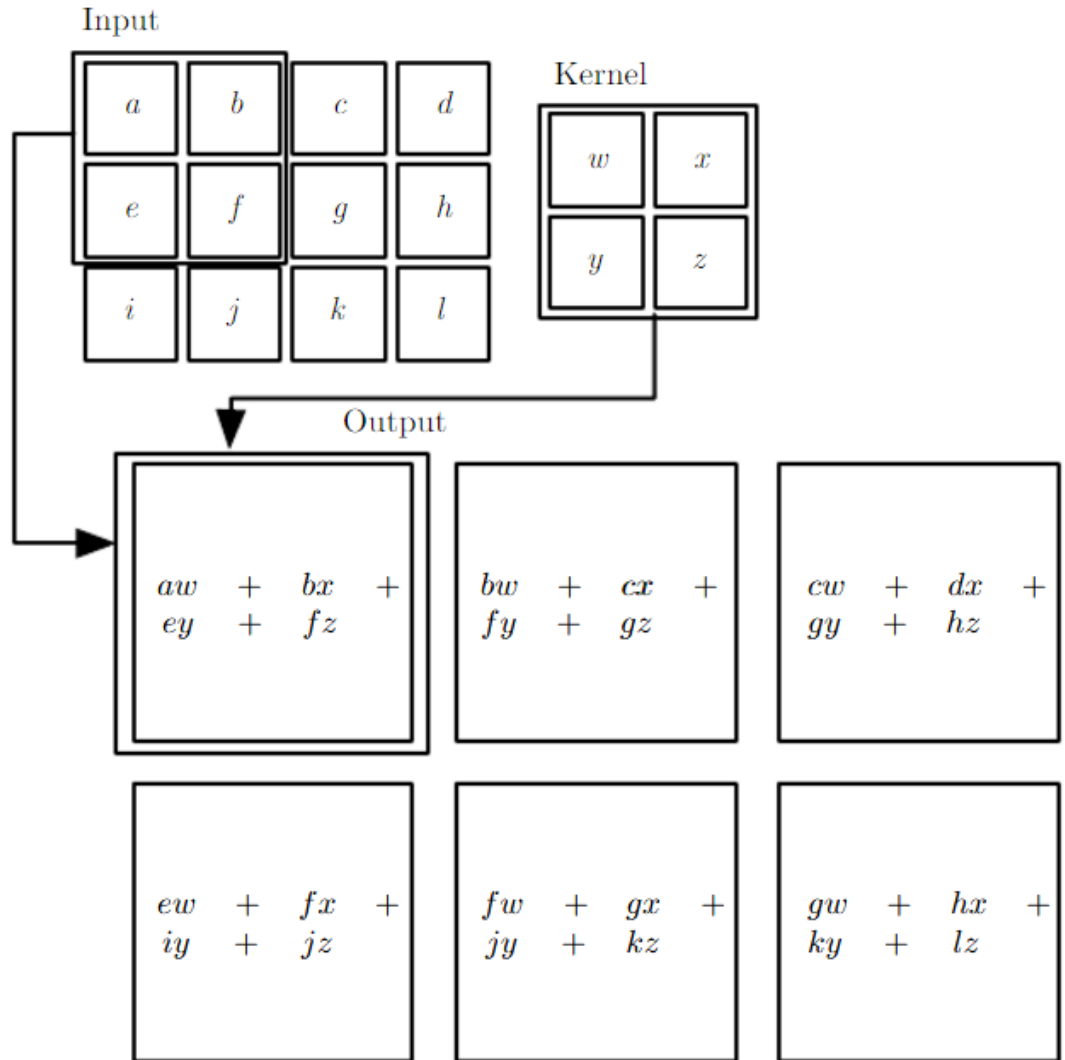 Input
a b c d
e f g h
i j k l
Kernel
w x
y z
Output
aw + bx +
ey + fz
bw + cx +
fy + gz
cw + dx +
gy + hz
ew + fx +
iy + jz
fw + gx +
jy + kz
gw + hx +
ky + lz